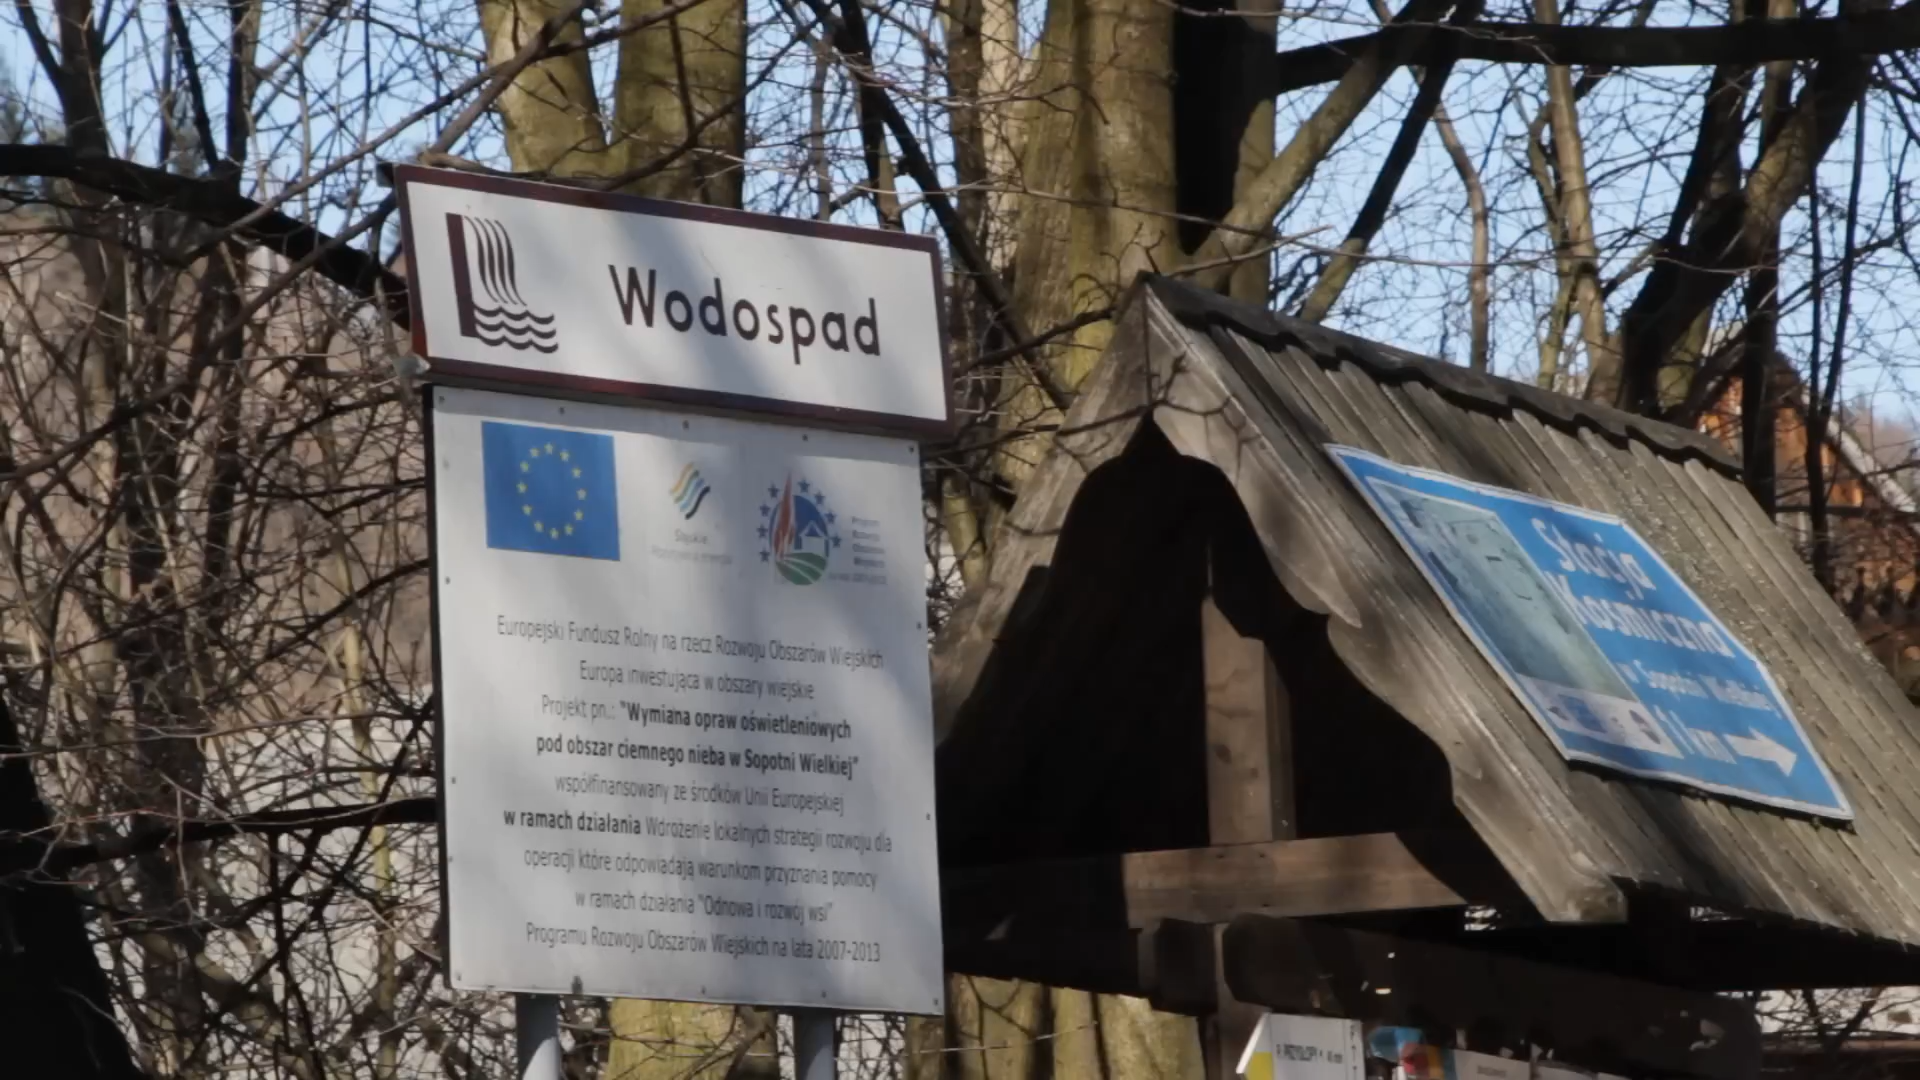 Wodospad
Śląskie
Europejski Fundusz Rolny na rzecz Rozwoju Obszarów Wiejskich
Europa inwestująca w obszary wiejskie
Projekt pn.: "Wymiana opraw oświetleniowych
pod obszar ciemnego nieba w Sopotni Wielkiej"
współfinansowany ze środków Unii Europejskiej
w ramach działania Wdrożenie lokalnych strategii rozwoju dla
operacji które odpowiadają warunkom przyznania pomocy
w ramach działania "Odnowa i rozwój wsi"
Programu Rozwoju Obszarów Wiejskich na lata 2007-2013
Stacja
Kosmiczna
w Sopotni Wielkiej
1 km